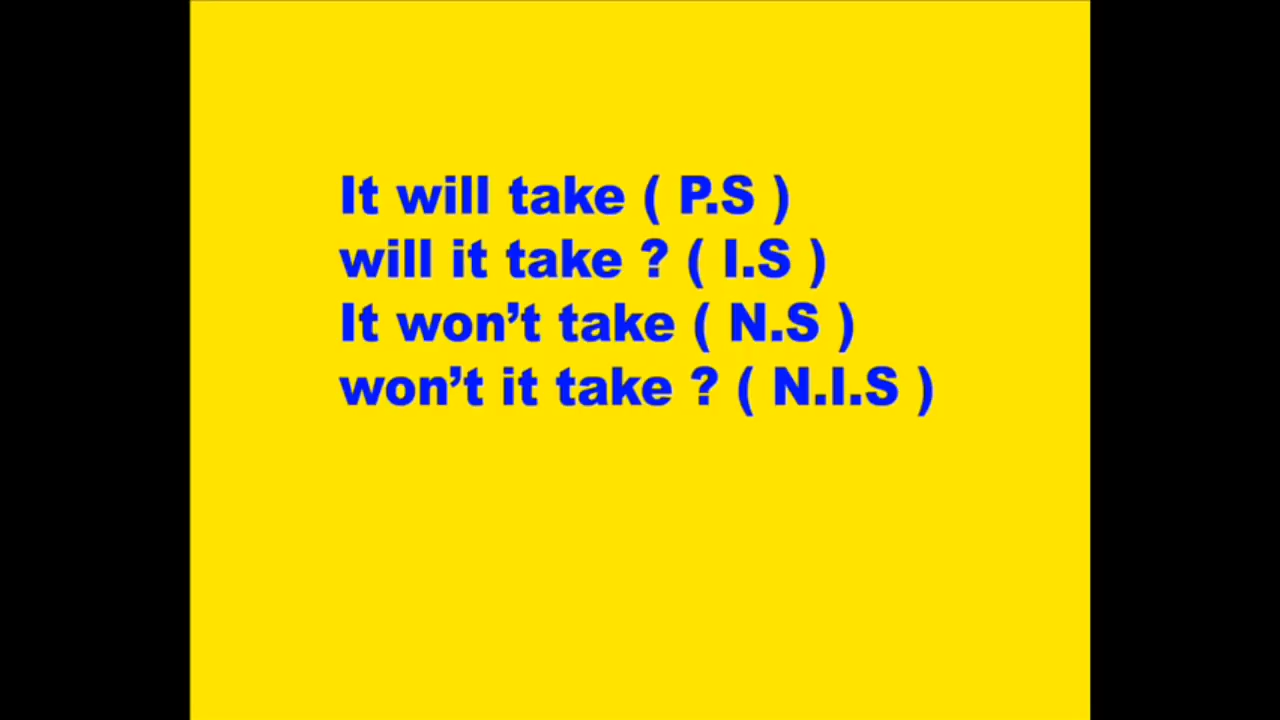 It will take ( P.S )
will it take ? ( I.S )
It won’t take ( N.S )
won’t it take ? ( N.I.S )